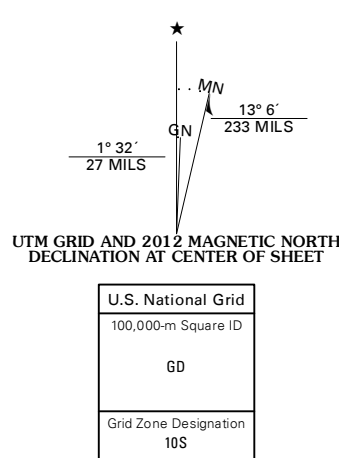 ★
MN
GN
13° 6´
233 MILS
1° 32´
27 MILS
UTM GRID AND 2012 MAGNETIC NORTH
DECLINATION AT CENTER OF SHEET
U.S. National Grid
100,000-m Square ID
GD
Grid Zone Designation
10S